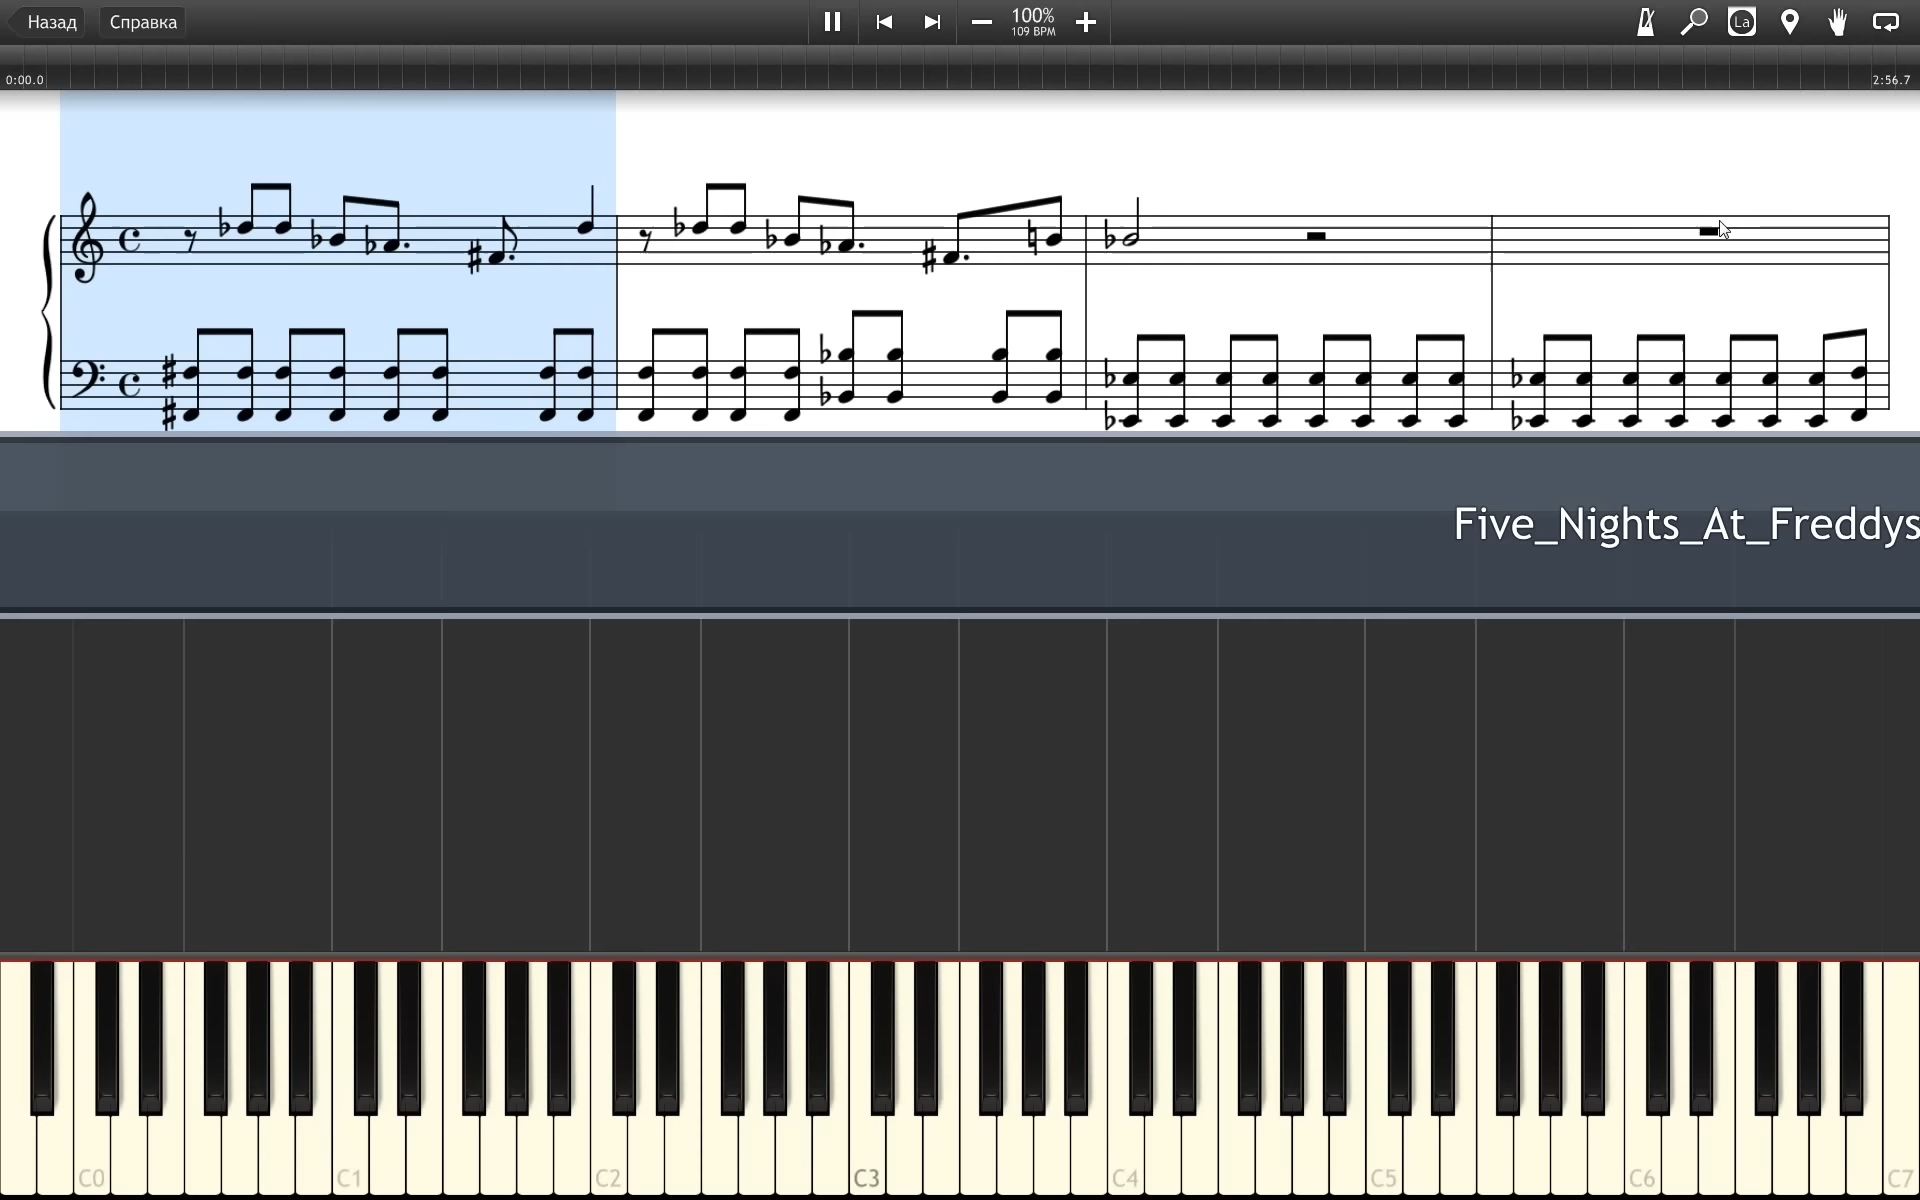 Назад
Справка
100%
109 BPM
La
0:00.0
2:56.7
Five_Nights_At_Freddys
C0
C1
C2
C3
C4
C5
C6
C7